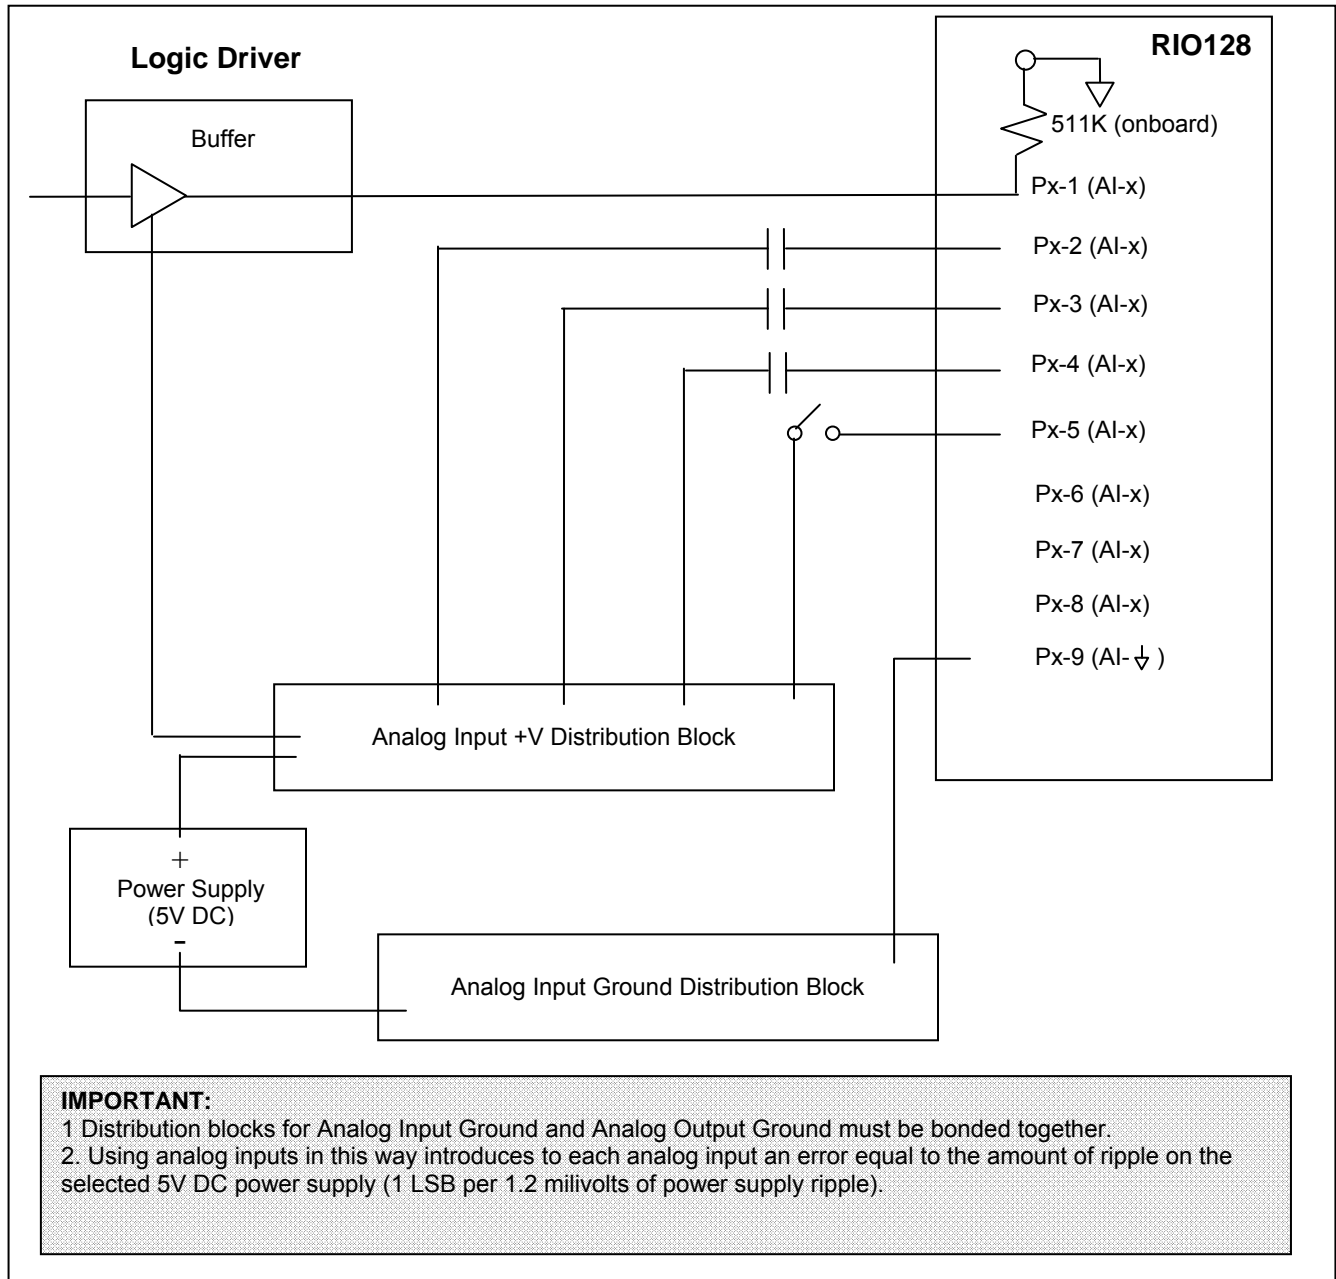 Logic Driver
RIO128
Buffer
511K (onboard)
Px-1 (AI-x)
Px-2 (AI-x)
Px-3 (AI-x)
Px-4 (AI-x)
Px-5 (AI-x)
Px-6 (AI-x)
Px-7 (AI-x)
Px-8 (AI-x)
Px-9 (AI- )
Analog Input +V Distribution Block
+
Power Supply
(5V DC)
-
Analog Input Ground Distribution Block
IMPORTANT:
1 Distribution blocks for Analog Input Ground and Analog Output Ground must be bonded together.
2. Using analog inputs in this way introduces to each analog input an error equal to the amount of ripple on the
selected 5V DC power supply (1 LSB per 1.2 milivolts of power supply ripple).